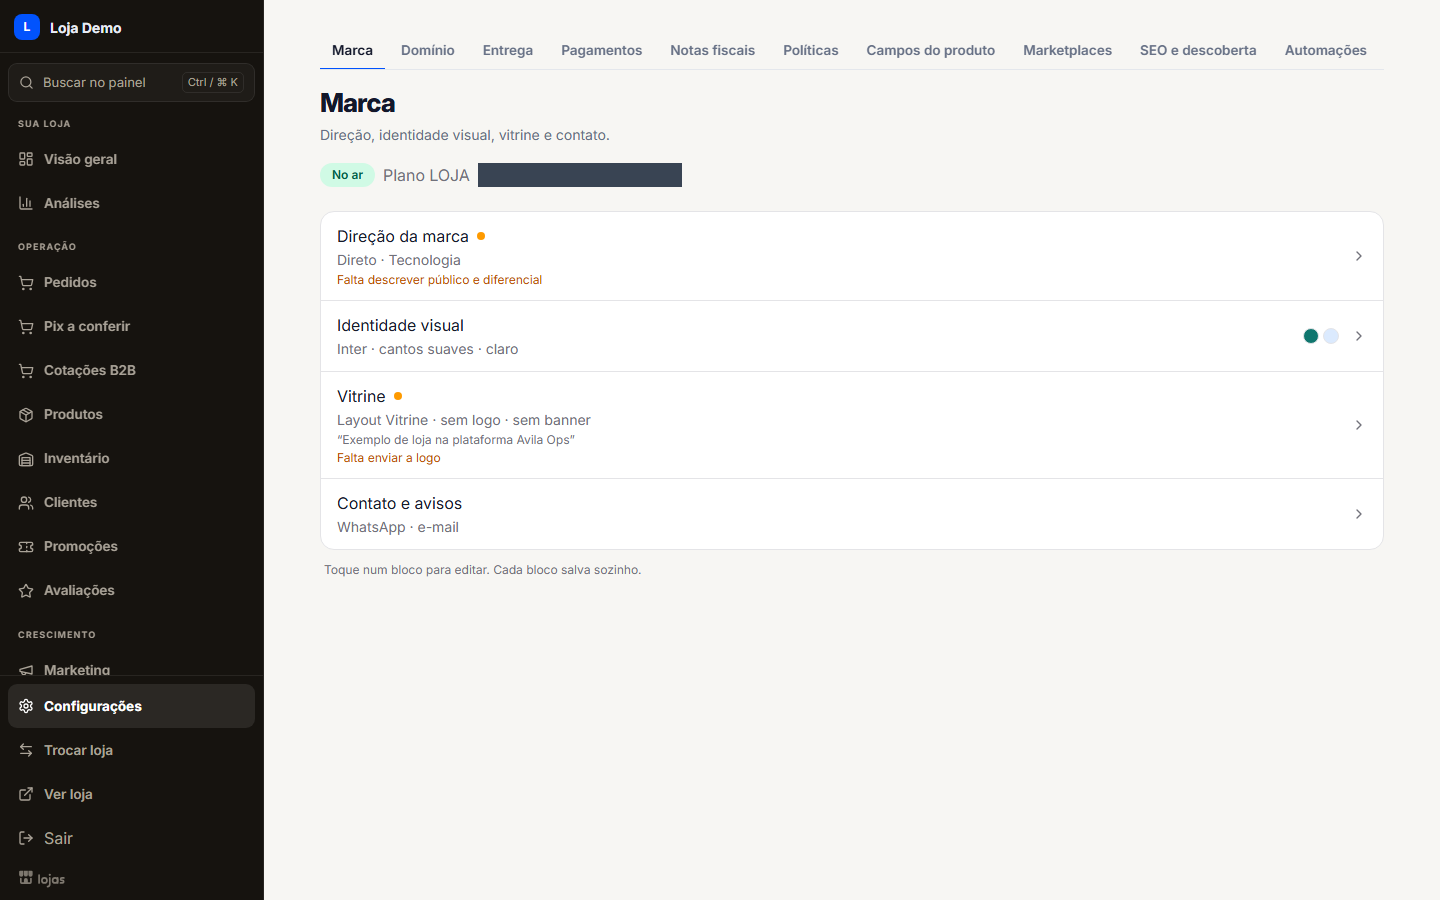 L Loja Demo
Buscar no painel Ctrl / ⌘ K
SUA LOJA
Visão geral
Análises
OPERAÇÃO
Pedidos
Pix a conferir
Cotações B2B
Produtos
Inventário
Clientes
Promoções
Avaliações
CRESCIMENTO
Marketing
Configurações
Trocar loja
Ver loja
Sair
lojas
Marca Domínio Entrega Pagamentos Notas fiscais Políticas Campos do produto Marketplaces SEO e descoberta Automações
Marca
Direção, identidade visual, vitrine e contato.
No ar Plano LOJA
Direção da marca
Direto · Tecnologia
Falta descrever público e diferencial
Identidade visual
Inter · cantos suaves · claro
Vitrine
Layout Vitrine · sem logo · sem banner
“Exemplo de loja na plataforma Avila Ops”
Falta enviar a logo
Contato e avisos
WhatsApp · e-mail
Toque num bloco para editar. Cada bloco salva sozinho.